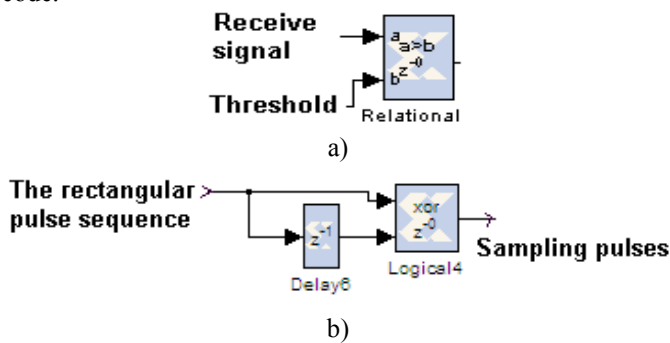 code.
Receive
signal
Threshold
a
a>b
z⁻⁰
b
Relational
a)
The rectangular
pulse sequence
z⁻¹
Delay6
xor
z⁻⁰
Logical4
Sampling pulses
b)